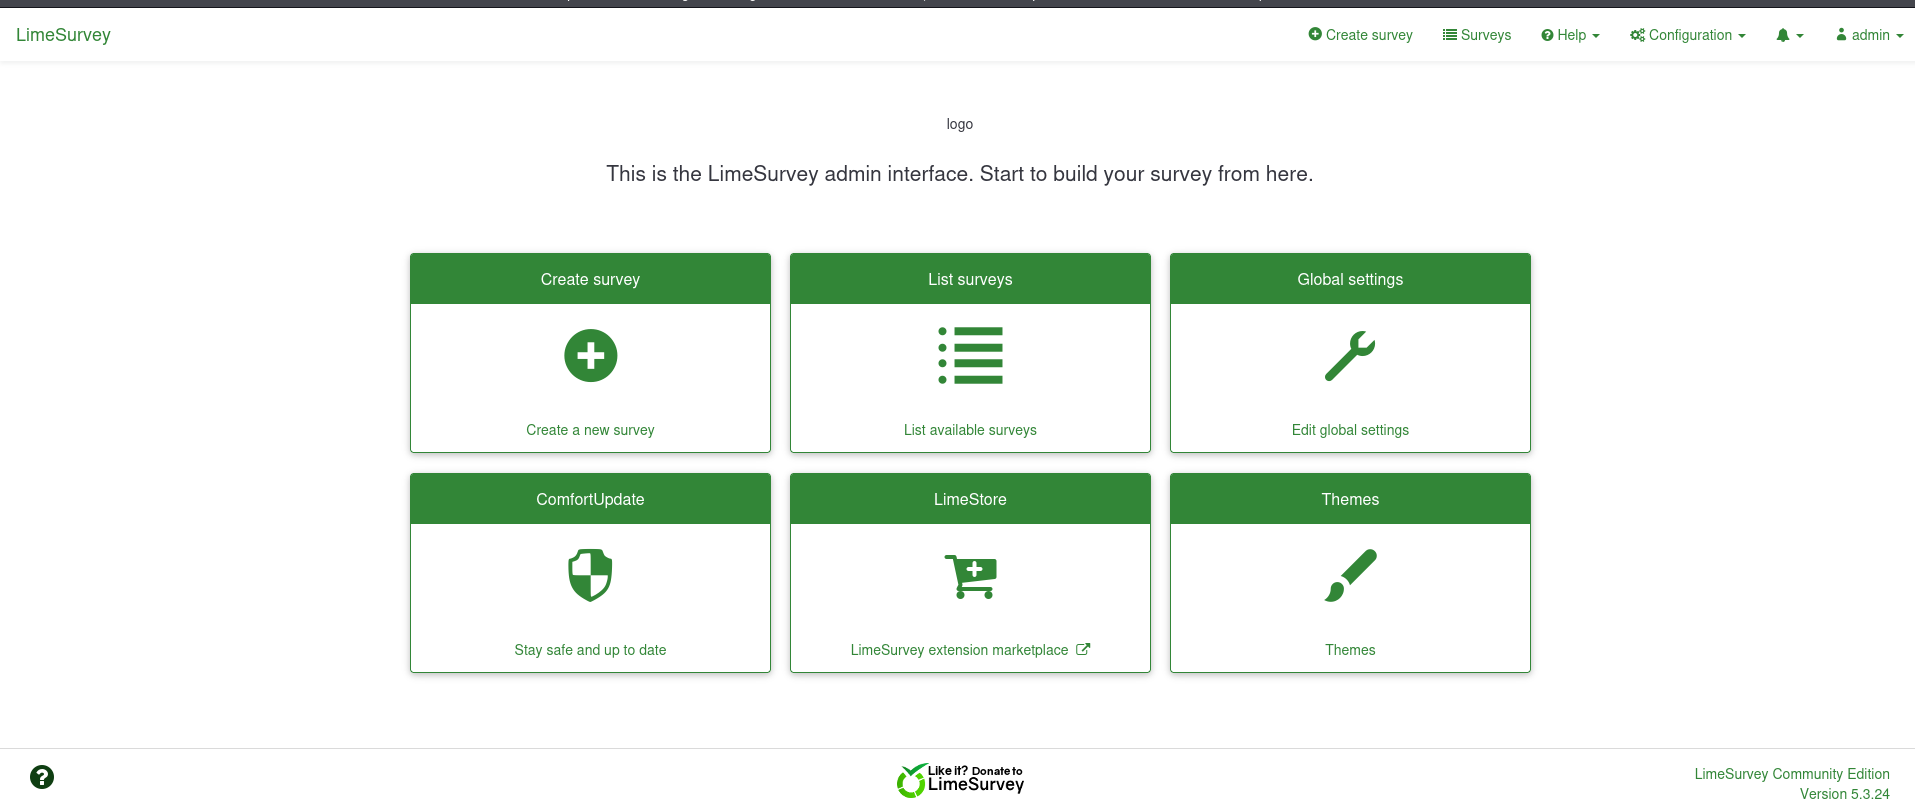 LimeSurvey
Create survey
Surveys
Help
Configuration
admin
logo
This is the LimeSurvey admin interface. Start to build your survey from here.
Create survey
List surveys
Global settings
Create a new survey
List available surveys
Edit global settings
ComfortUpdate
LimeStore
Themes
Stay safe and up to date
LimeSurvey extension marketplace
Themes
Like it? Donate to
LimeSurvey
LimeSurvey Community Edition
Version 5.3.24